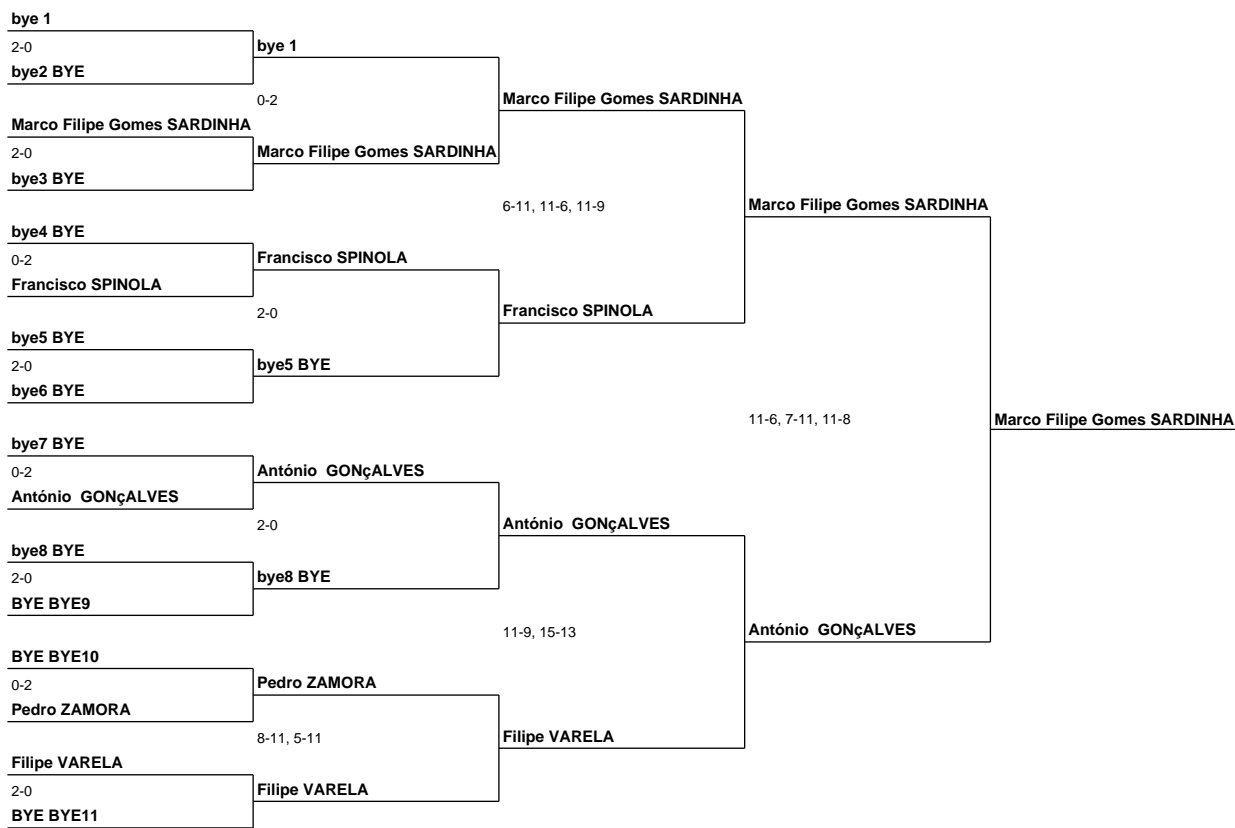 bye 1
2-0
bye2 BYE
Marco Filipe Gomes SARDINHA
2-0
bye3 BYE
bye4 BYE
0-2
Francisco SPINOLA
bye5 BYE
2-0
bye6 BYE
bye7 BYE
0-2
António  GONçALVES
bye8 BYE
2-0
BYE BYE9
BYE BYE10
0-2
Pedro ZAMORA
Filipe VARELA
2-0
BYE BYE11
bye 1
0-2
Marco Filipe Gomes SARDINHA
Francisco SPINOLA
2-0
bye5 BYE
António  GONçALVES
2-0
bye8 BYE
Pedro ZAMORA
8-11, 5-11
Filipe VARELA
Marco Filipe Gomes SARDINHA
6-11, 11-6, 11-9
Francisco SPINOLA
António  GONçALVES
11-9, 15-13
Filipe VARELA
Marco Filipe Gomes SARDINHA
11-6, 7-11, 11-8
António  GONçALVES
Marco Filipe Gomes SARDINHA